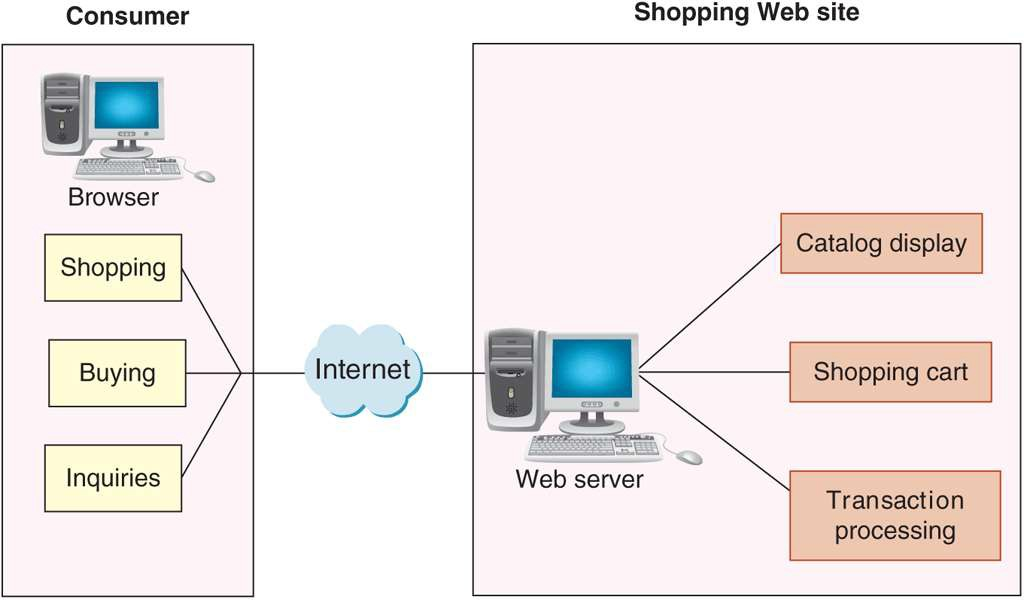 Consumer
Browser
Shopping
Buying
Inquiries
Internet
Shopping Web site
Web server
Catalog display
Shopping cart
Transaction
processing